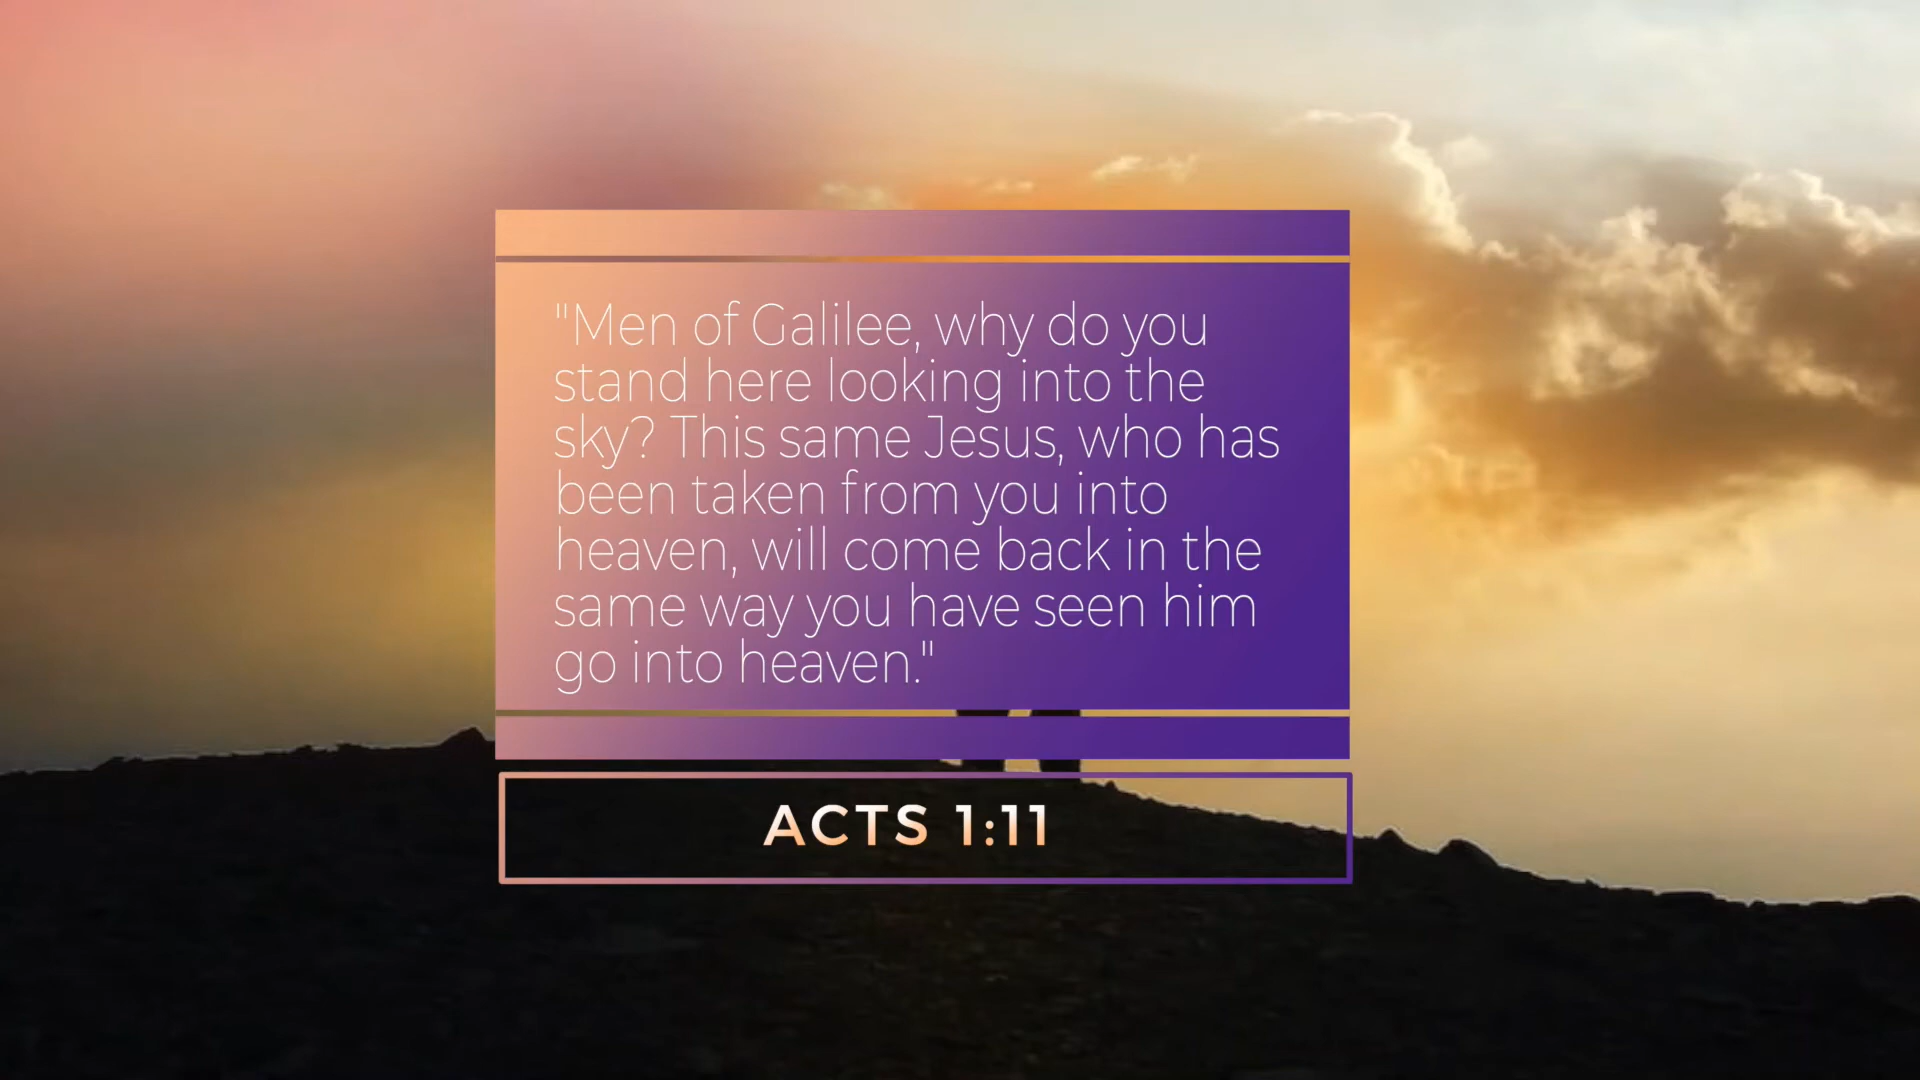 "Men of Galilee, why do you
stand here looking into the
sky? This same Jesus, who has
been taken from you into
heaven, will come back in the
same way you have seen him
go into heaven."
ACTS 1:11